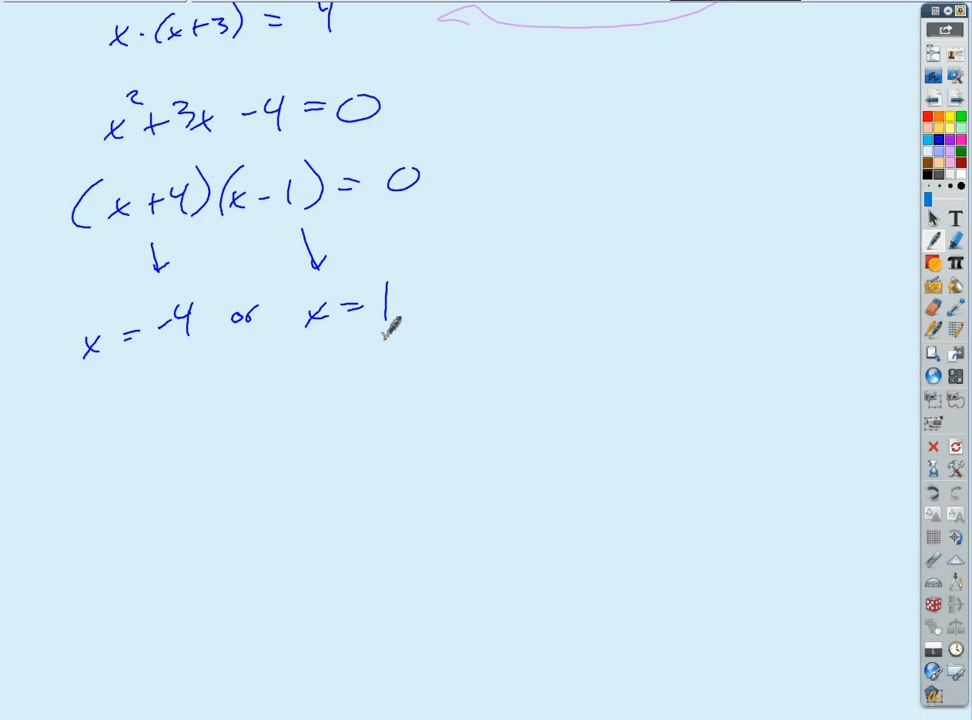 x·(x+3) = 4
x²+3x -4 = 0
(x+4)(x-1) = 0
x = -4 or x = 1